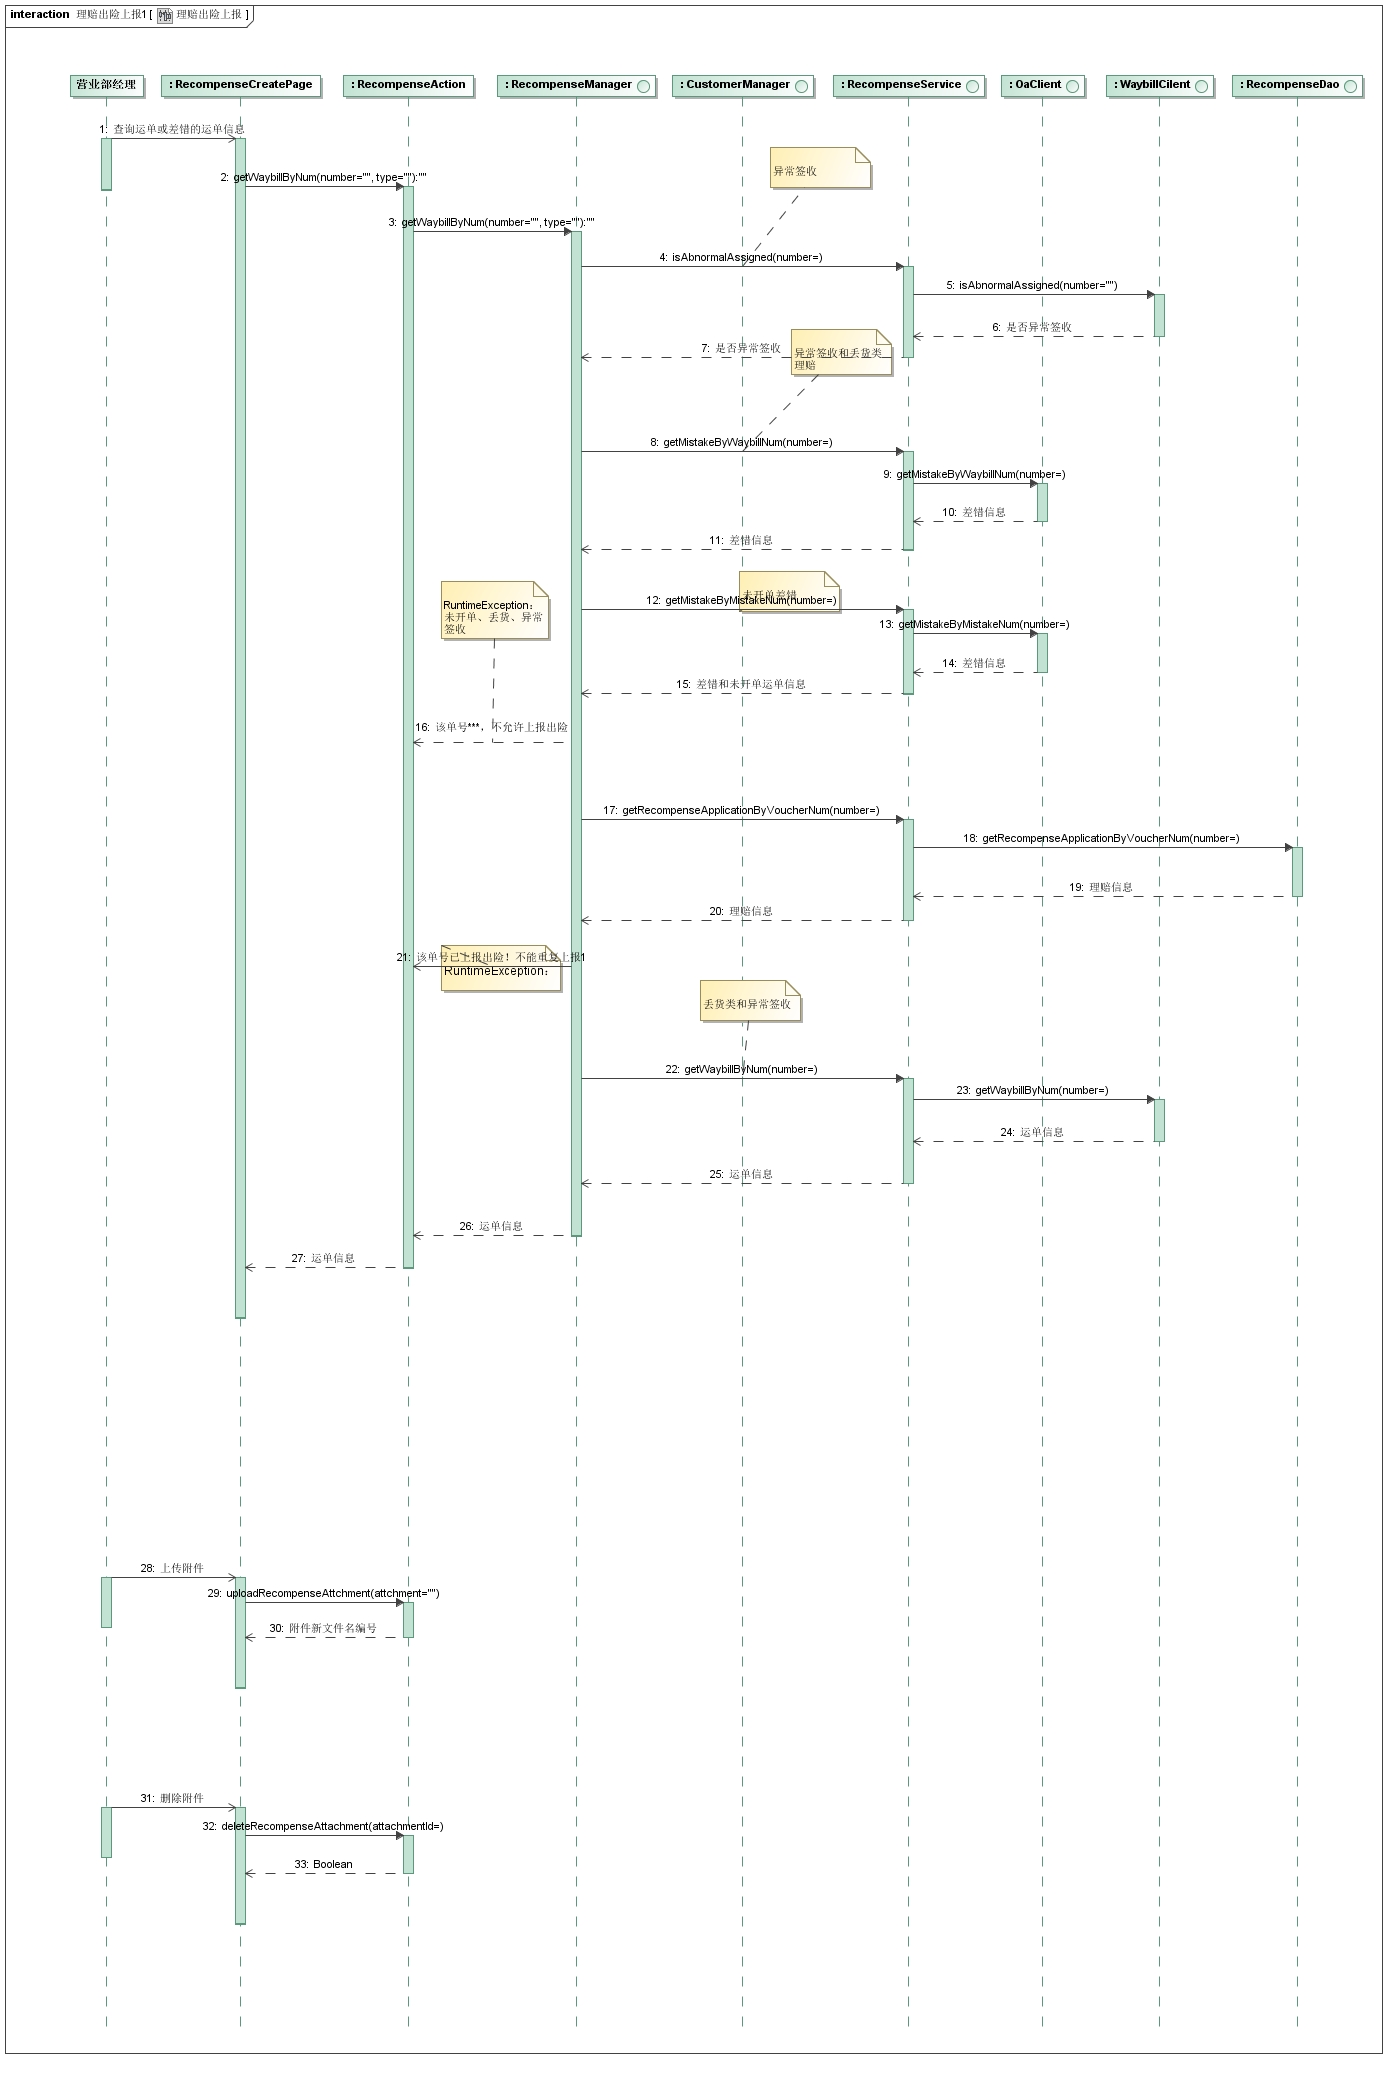 interaction 理赔出险上报1 [ 理赔出险上报 ]
营业部经理
: RecompenseCreatePage
: RecompenseAction
: RecompenseManager
: CustomerManager
: RecompenseService
: OaClient
: WaybillCilent
: RecompenseDao
1: 查询运单或差错的运单信息
异常签收
2: getWaybillByNum(number="", type=""):""
3: getWaybillByNum(number="", type=""):""
4: isAbnormalAssigned(number=)
5: isAbnormalAssigned(number="")
6: 是否异常签收
7: 是否异常签收
异常签收和丢货类
理赔
8: getMistakeByWaybillNum(number=)
9: getMistakeByWaybillNum(number=)
10: 差错信息
11: 差错信息
未开单差错
12: getMistakeByMistakeNum(number=)
RuntimeException：
未开单、丢货、异常
签收
13: getMistakeByMistakeNum(number=)
14: 差错信息
15: 差错和未开单运单信息
16: 该单号***，不允许上报出险
17: getRecompenseApplicationByVoucherNum(number=)
18: getRecompenseApplicationByVoucherNum(number=)
19: 理赔信息
20: 理赔信息
21: 该单号已上报出险！不能重复上报1
RuntimeException：
丢货类和异常签收
22: getWaybillByNum(number=)
23: getWaybillByNum(number=)
24: 运单信息
25: 运单信息
26: 运单信息
27: 运单信息
28: 上传附件
29: uploadRecompenseAttchment(attchment="")
30: 附件新文件名编号
31: 删除附件
32: deleteRecompenseAttachment(attachmentId=)
33: Boolean